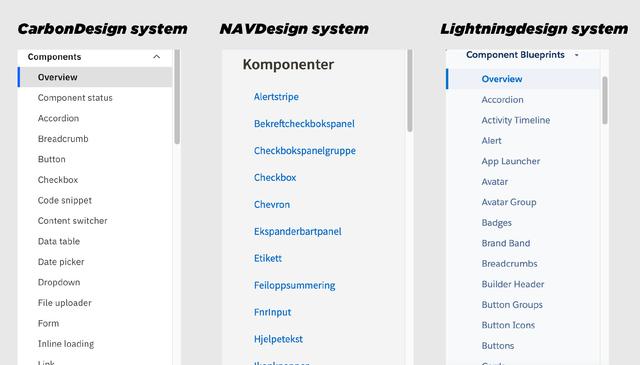 CarbonDesign system
Components
Overview
Component status
Accordion
Breadcrumb
Button
Checkbox
Code snippet
Content switcher
Data table
Date picker
Dropdown
File uploader
Form
Inline loading
Link
NAVDesign system
Komponenter
Alertstripe
Bekreftcheckbokspanel
Checkbokspanelgruppe
Checkbox
Chevron
Ekspanderbartpanel
Etikett
Feiloppsummering
FnrInput
Hjelpetekst
Lightningdesign system
Component Blueprints
Overview
Accordion
Activity Timeline
Alert
App Launcher
Avatar
Avatar Group
Badges
Brand Band
Breadcrumbs
Builder Header
Button Groups
Button Icons
Buttons